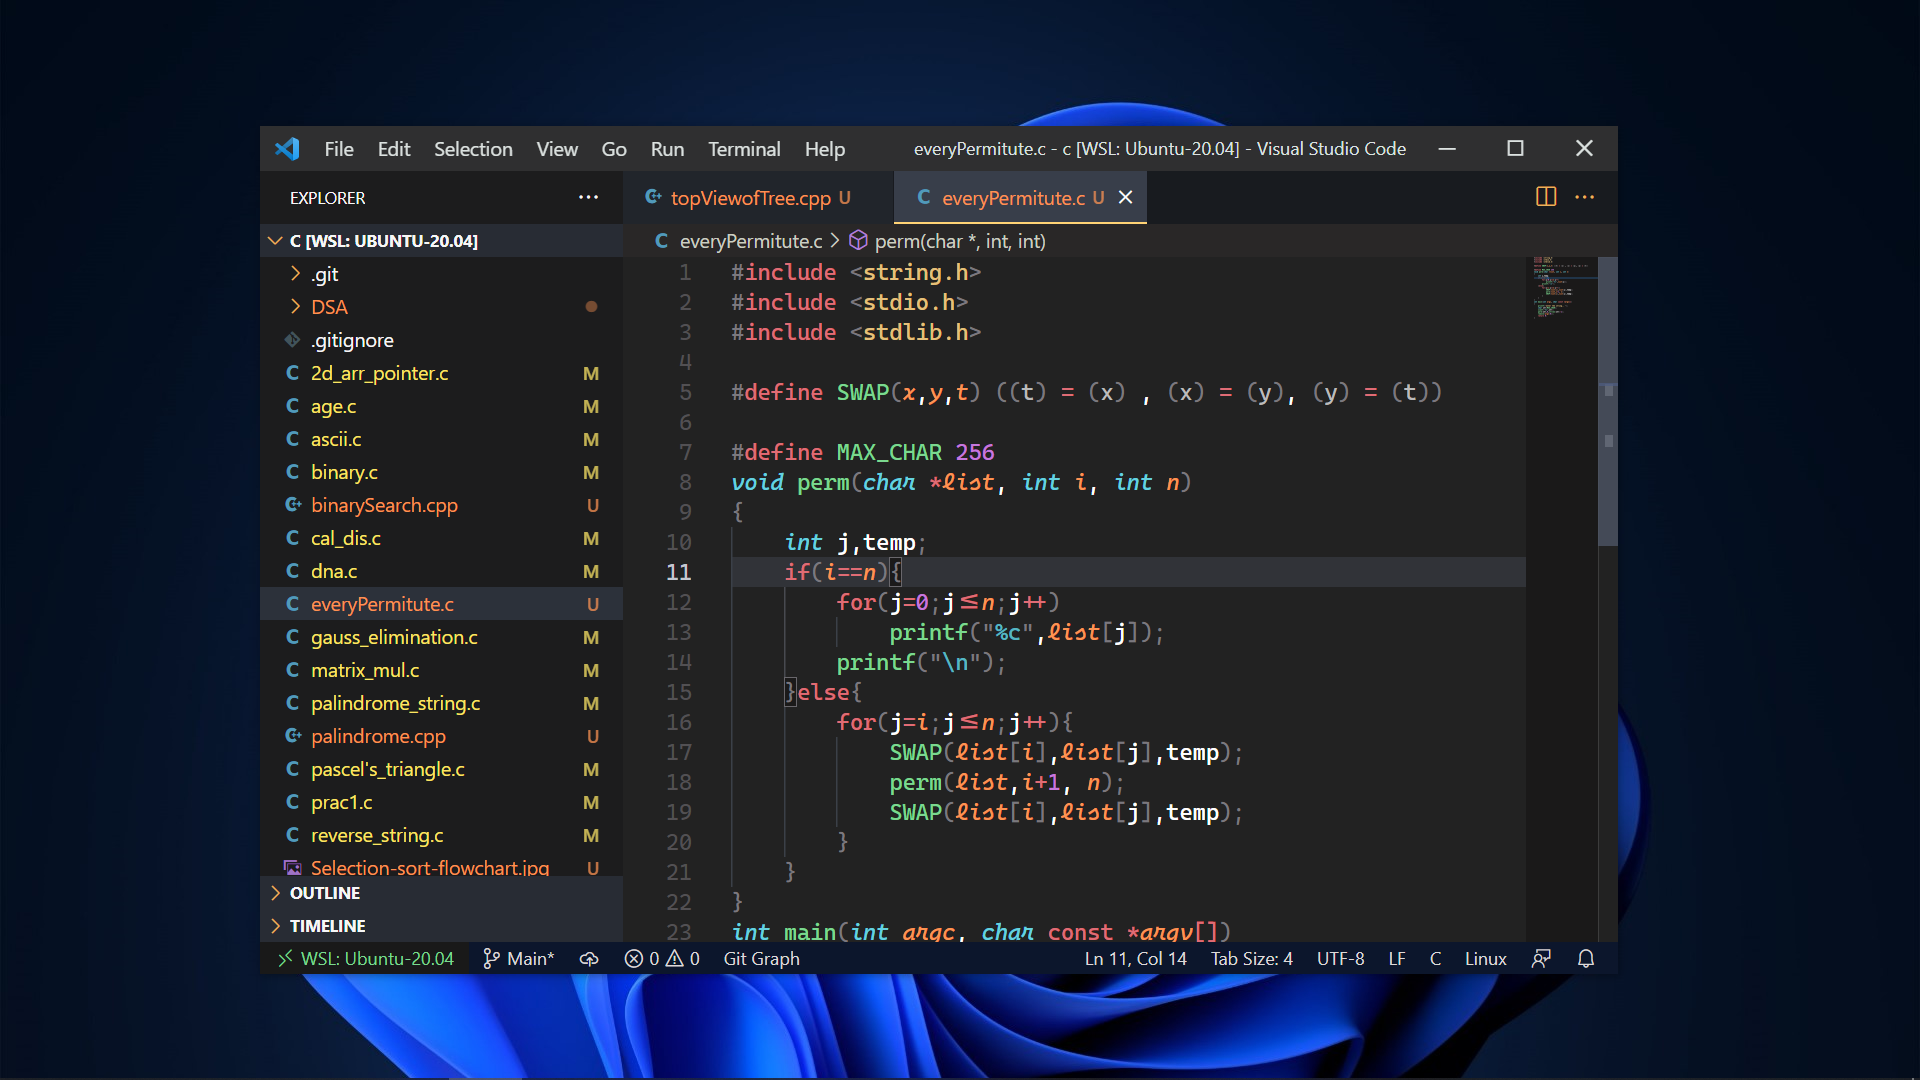 File Edit Selection View Go Run Terminal Help everyPermitute.c - c [WSL: Ubuntu-20.04] - Visual Studio Code
EXPLORER
C [WSL: UBUNTU-20.04]
.git
DSA
.gitignore
2d_arr_pointer.c M
age.c M
ascii.c M
binary.c M
binarySearch.cpp U
cal_dis.c M
dna.c M
everyPermitute.c U
gauss_elimination.c M
matrix_mul.c M
palindrome_string.c M
palindrome.cpp U
pascel's_triangle.c M
prac1.c M
reverse_string.c M
Selection-sort-flowchart.jpg U
OUTLINE
TIMELINE
topViewofTree.cpp U
C everyPermitute.c U
C everyPermitute.c > perm(char *, int, int)
1 #include <string.h>
2 #include <stdio.h>
3 #include <stdlib.h>
4
5 #define SWAP(x,y,t) ((t) = (x) , (x) = (y), (y) = (t))
6
7 #define MAX_CHAR 256
8 void perm(char *list, int i, int n)
9 {
10 int j,temp;
11 if(i==n){
12 for(j=0;j≤n;j++)
13 printf("%c",list[j]);
14 printf("\n");
15 }else{
16 for(j=i;j≤n;j++){
17 SWAP(list[i],list[j],temp);
18 perm(list,i+1, n);
19 SWAP(list[i],list[j],temp);
20 }
21 }
22 }
23 int main(int argc, char const *argv[])
WSL: Ubuntu-20.04 Main* 0 0 Git Graph Ln 11, Col 14 Tab Size: 4 UTF-8 LF C Linux